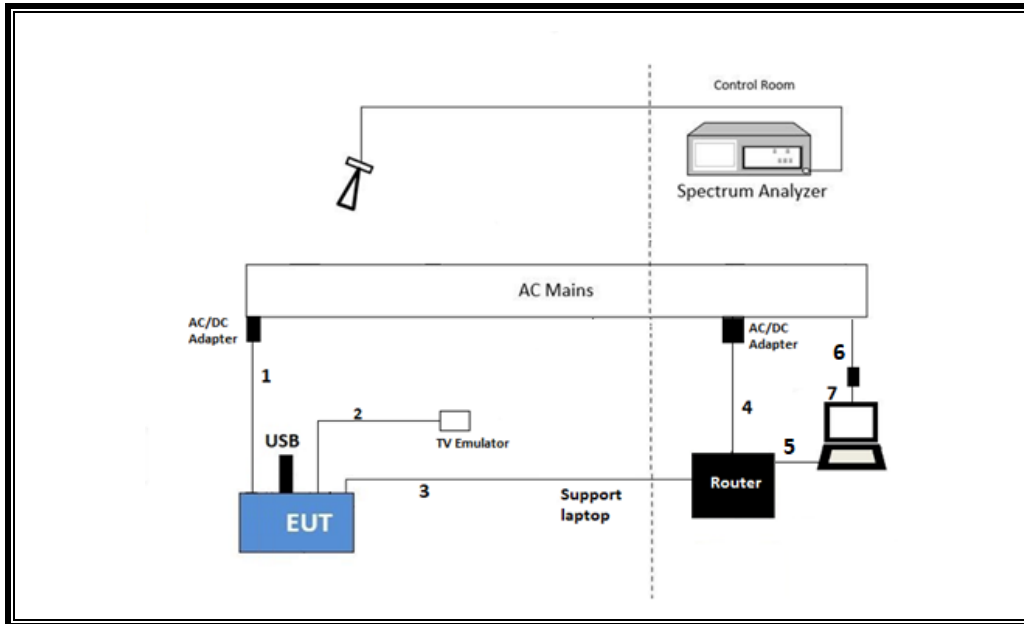 Control Room
Spectrum Analyzer
AC Mains
AC/DC
Adapter
AC/DC
Adapter
1
6
7
2
4
TV Emulator
USB
5
3
Support
laptop
Router
EUT